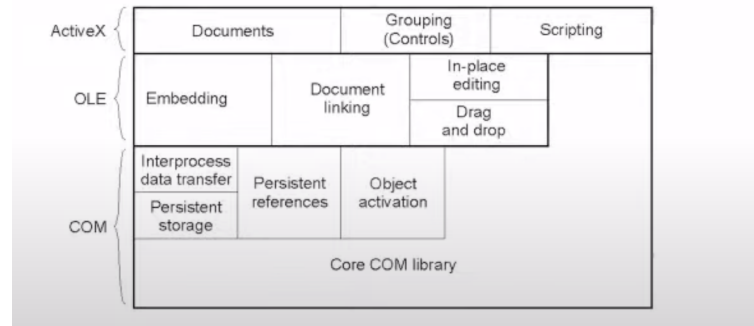 ActiveX
Documents
Grouping
(Controls)
Scripting
OLE
Embedding
Document
linking
In-place
editing
Drag
and drop
COM
Interprocess
data transfer
Persistent
storage
Persistent
references
Object
activation
Core COM library